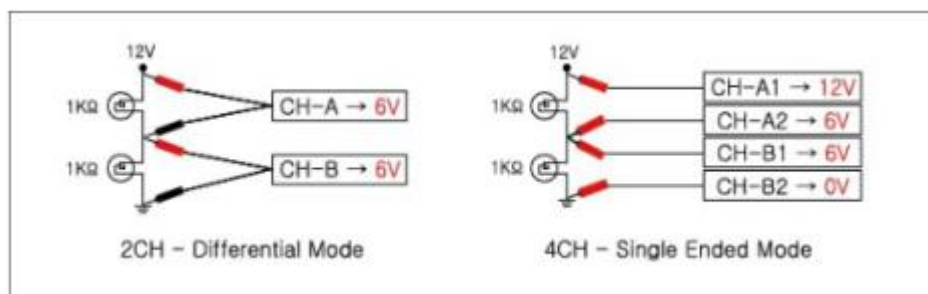 12V
1KΩ
CH-A → 6V
1KΩ
CH-B → 6V
2CH - Differential Mode
12V
1KΩ
1KΩ
CH-A1 → 12V
CH-A2 → 6V
CH-B1 → 6V
CH-B2 → 0V
4CH - Single Ended Mode